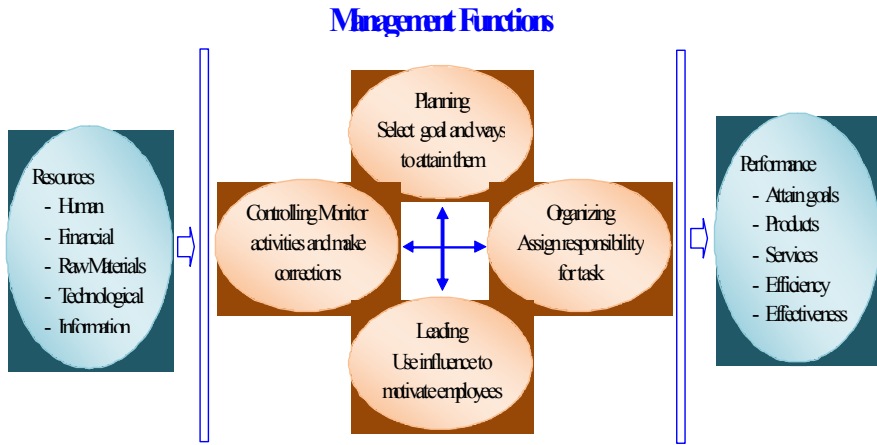 Management Functions
Resources
- Human
- Financial
- Raw Materials
- Technological
- Information
Planning
Select goal and ways
to attain them
Controlling Monitor
activities and make
corrections
Organizing
Assign responsibility
for task
Leading
Use influence to
motivate employees
Performance
- Attain goals
- Products
- Services
- Efficiency
- Effectiveness